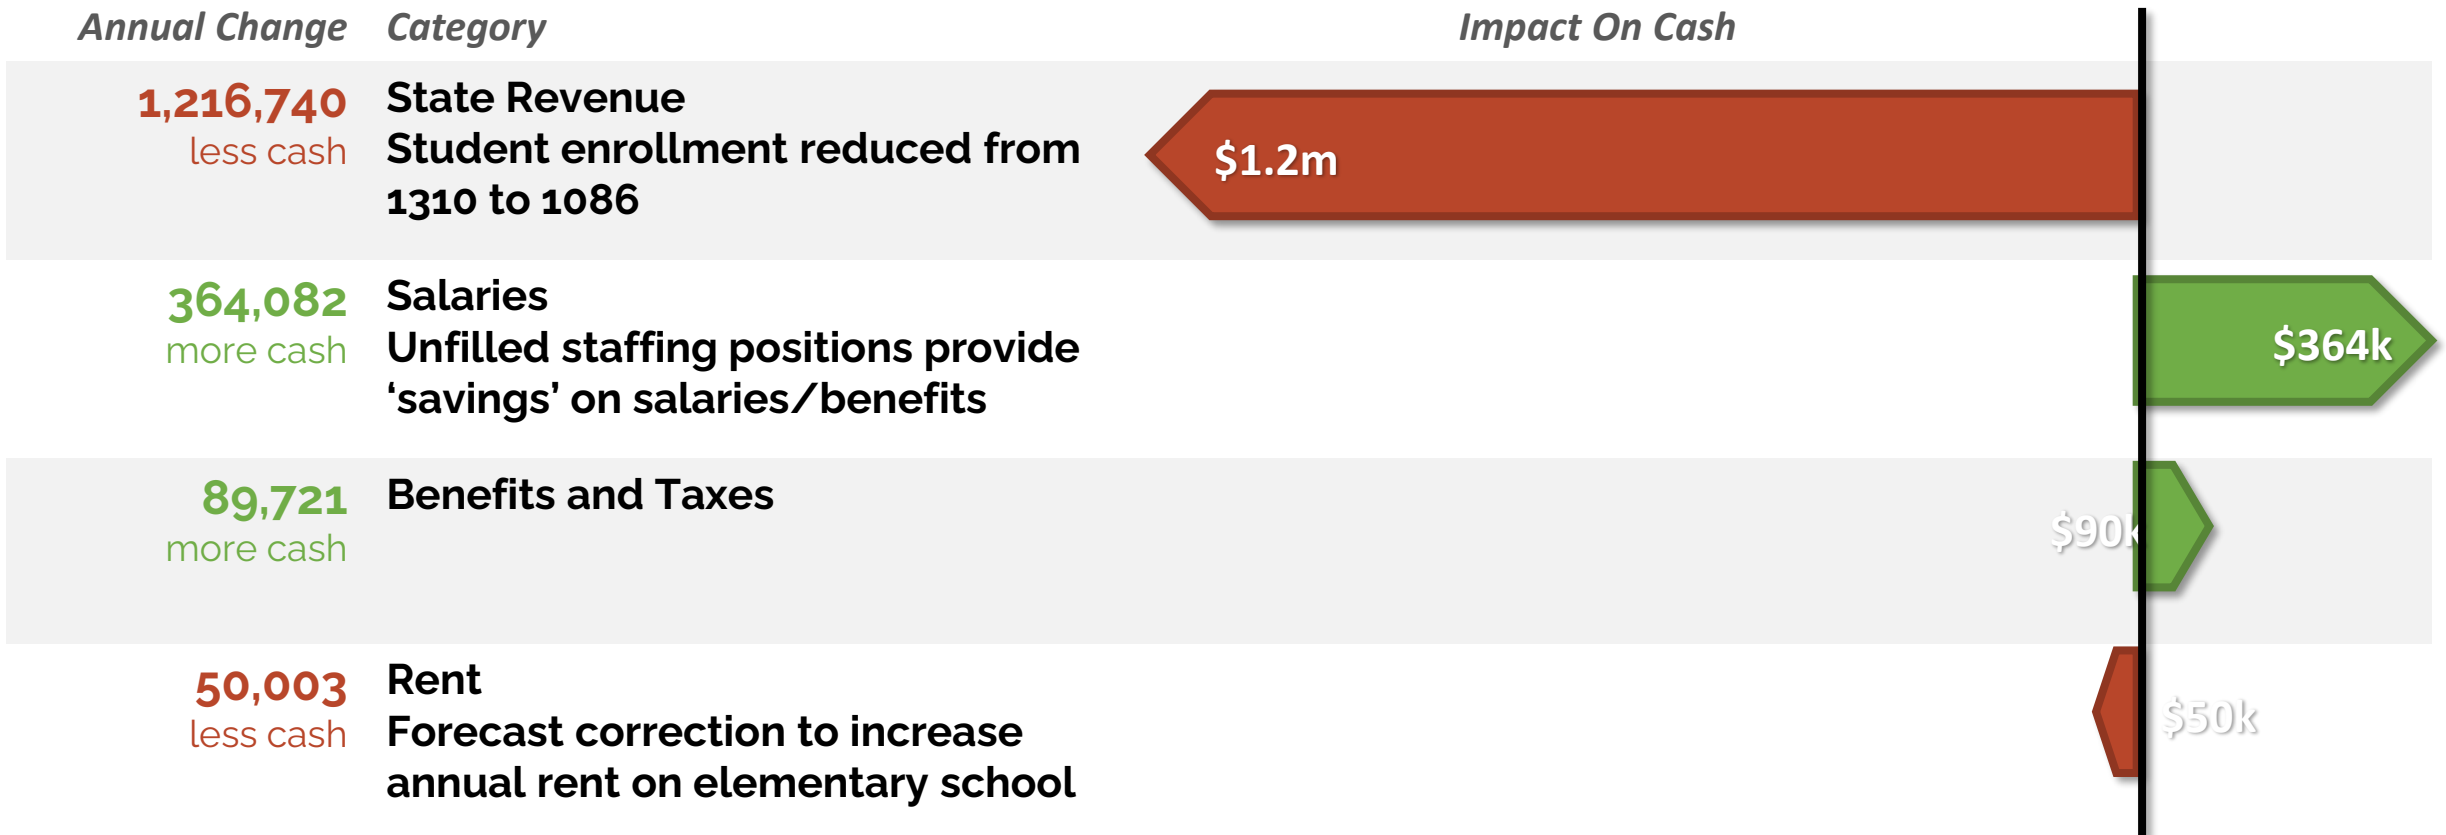 Annual Change Category Impact On Cash
1,216,740 State Revenue
less cash Student enrollment reduced from
1310 to 1086
$1.2m
364,082 Salaries
more cash Unfilled staffing positions provide
‘savings’ on salaries/benefits
$364k
89,721 Benefits and Taxes
more cash
$90k
50,003 Rent
less cash Forecast correction to increase
annual rent on elementary school
$50k